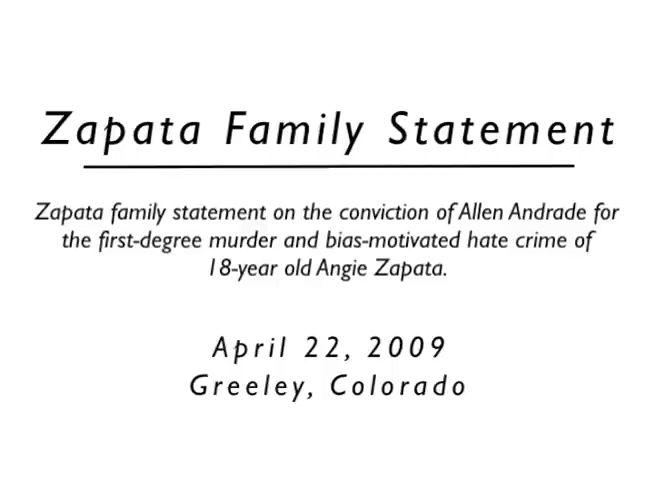 Zapata Family Statement
Zapata family statement on the conviction of Allen Andrade for
the first-degree murder and bias-motivated hate crime of
18-year old Angie Zapata.
April 22, 2009
Greeley, Colorado